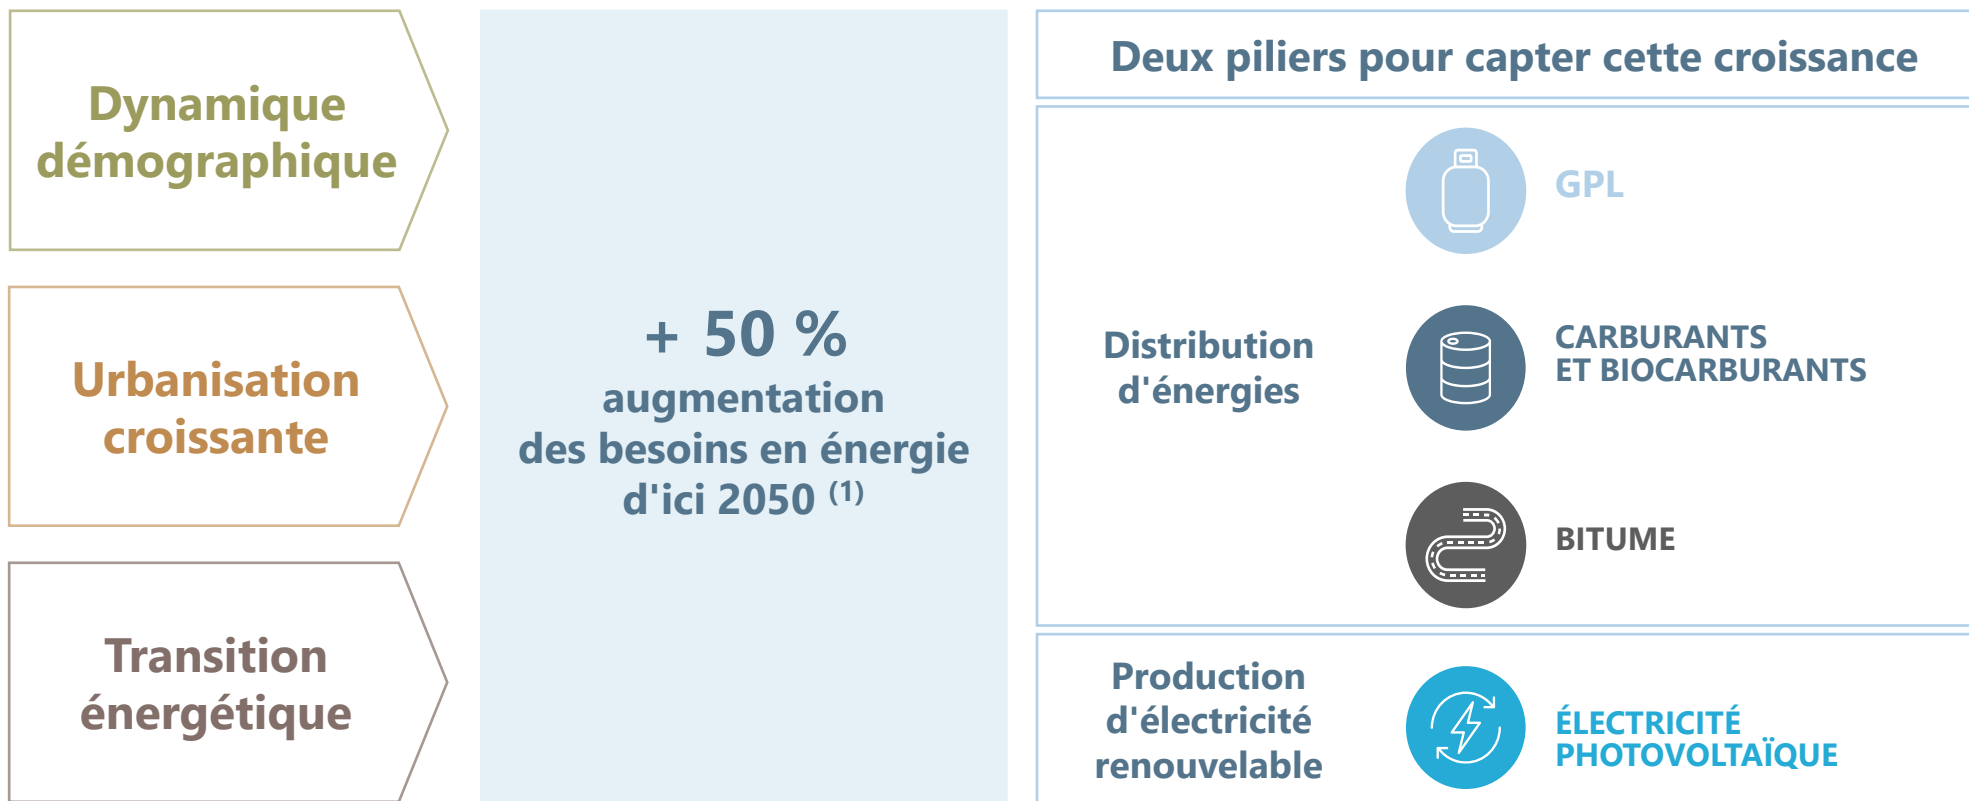 Dynamique
démographique
Urbanisation
croissante
Transition
énergétique
+ 50 %
augmentation
des besoins en énergie
d'ici 2050 (1)
Deux piliers pour capter cette croissance
Distribution
d'énergies
GPL
CARBURANTS
ET BIOCARBURANTS
BITUME
Production
d'électricité
renouvelable
ÉLECTRICITÉ
PHOTOVOLTAÏQUE